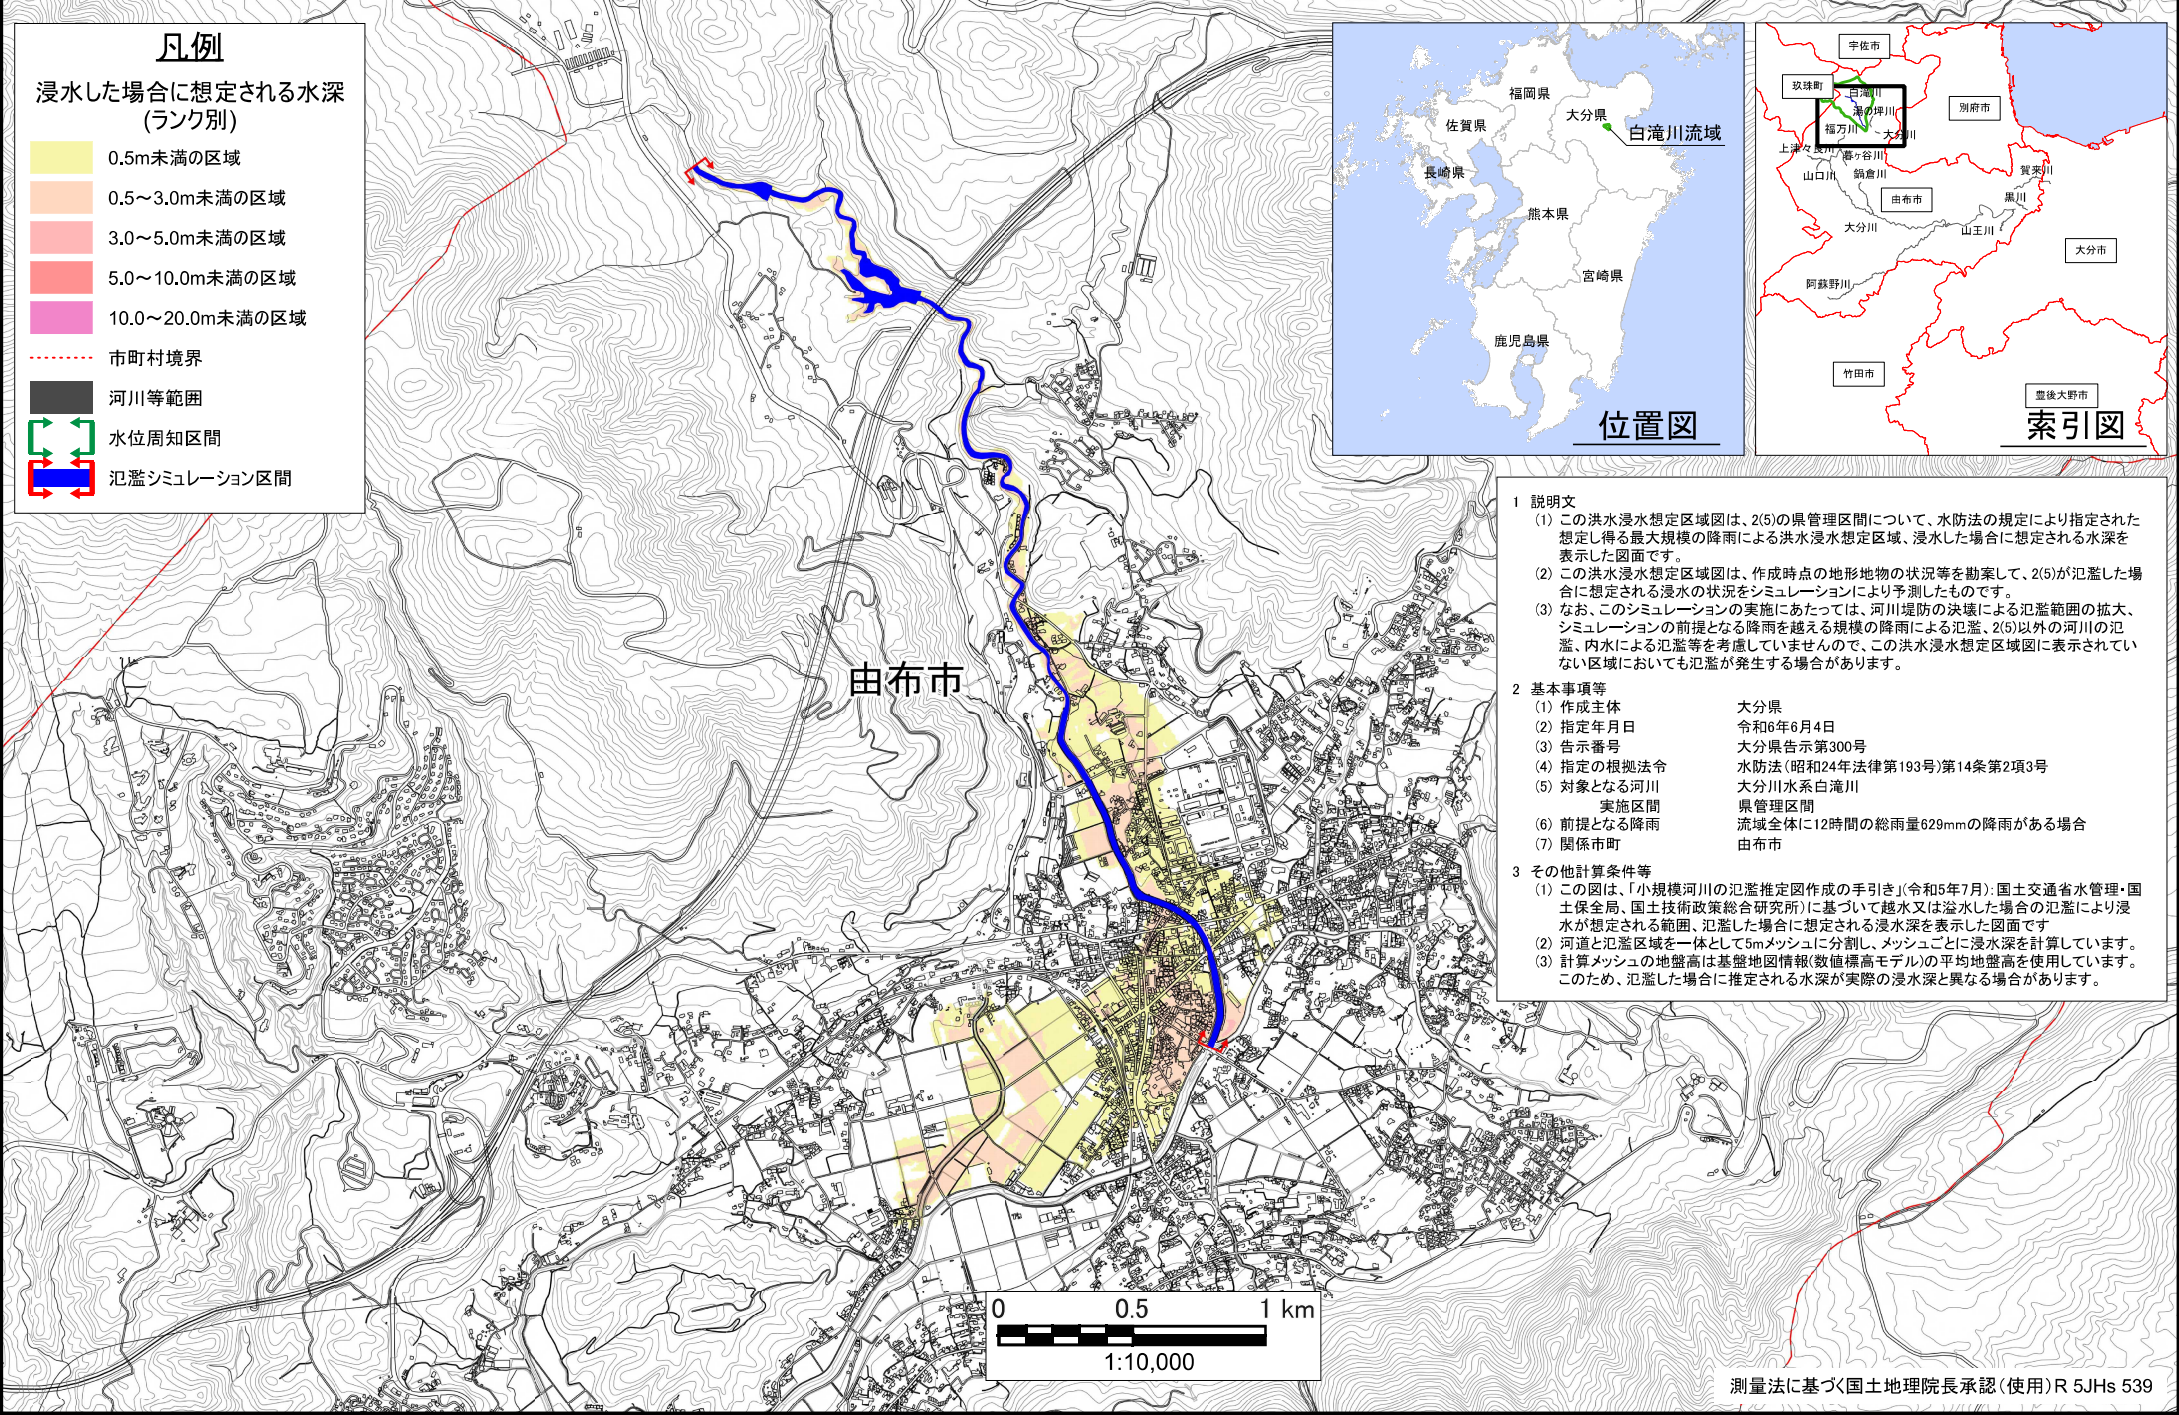 凡例
浸水した場合に想定される水深
(ランク別)
0.5m未満の区域
0.5～3.0m未満の区域
3.0～5.0m未満の区域
5.0～10.0m未満の区域
10.0～20.0m未満の区域
市町村境界
河川等範囲
水位周知区間
氾濫シミュレーション区間
由布市
福岡県
佐賀県
大分県
白滝川流域
長崎県
熊本県
宮崎県
鹿児島県
位置図
宇佐市
玖珠町
白滝川
別府市
湯の坪川
福万川
大分川
上津々良川
暮ヶ谷川
賀来川
山口川
鍋倉川
由布市
黒川
大分川
山王川
大分市
阿蘇野川
竹田市
豊後大野市
索引図
1 説明文
(1) この洪水浸水想定区域図は、2(5)の県管理区間について、水防法の規定により指定された
想定し得る最大規模の降雨による洪水浸水想定区域、浸水した場合に想定される水深を
表示した図面です。
(2) この洪水浸水想定区域図は、作成時点の地形地物の状況等を勘案して、2(5)が氾濫した場
合に想定される浸水の状況をシミュレーションにより予測したものです。
(3) なお、このシミュレーションの実施にあたっては、河川堤防の決壊による氾濫範囲の拡大、
シミュレーションの前提となる降雨を越える規模の降雨による氾濫、2(5)以外の河川の氾
濫、内水による氾濫等を考慮していませんので、この洪水浸水想定区域図に表示されてい
ない区域においても氾濫が発生する場合があります。
2 基本事項等
(1) 作成主体 大分県
(2) 指定年月日 令和6年6月4日
(3) 告示番号 大分県告示第300号
(4) 指定の根拠法令 水防法(昭和24年法律第193号)第14条第2項3号
(5) 対象となる河川 大分川水系白滝川
実施区間 県管理区間
(6) 前提となる降雨 流域全体に12時間の総雨量629mmの降雨がある場合
(7) 関係市町 由布市
3 その他計算条件等
(1) この図は、「小規模河川の氾濫推定図作成の手引き」(令和5年7月):国土交通省水管理・国
土保全局、国土技術政策総合研究所)に基づいて越水又は溢水した場合の氾濫により浸
水が想定される範囲、氾濫した場合に想定される浸水深を表示した図面です
(2) 河道と氾濫区域を一体として5mメッシュに分割し、メッシュごとに浸水深を計算しています。
(3) 計算メッシュの地盤高は基盤地図情報(数値標高モデル)の平均地盤高を使用しています。
このため、氾濫した場合に推定される水深が実際の浸水深と異なる場合があります。
0 0.5 1 km
1:10,000
測量法に基づく国土地理院長承認(使用)R 5JHs 539